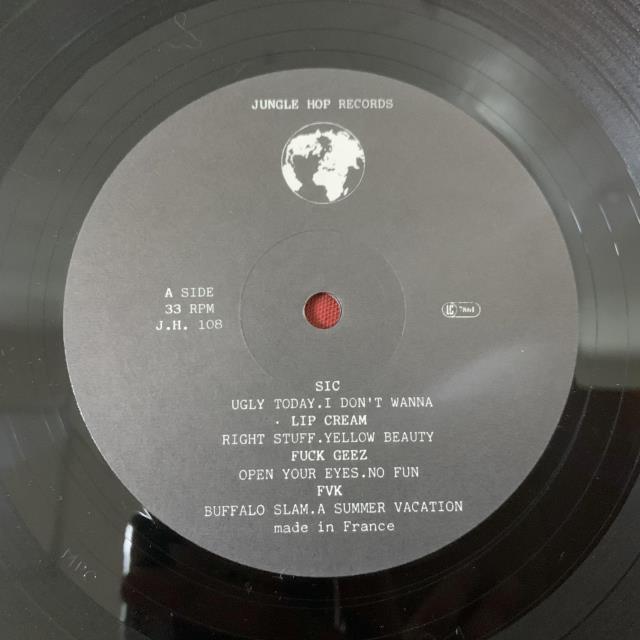 JUNGLE HOP RECORDS
A SIDE
33 RPM
J.H. 108
SIC
UGLY TODAY.I DON'T WANNA
· LIP CREAM
RIGHT STUFF.YELLOW BEAUTY
FUCK GEEZ
OPEN YOUR EYES.NO FUN
FVK
BUFFALO SLAM.A SUMMER VACATION
made in France